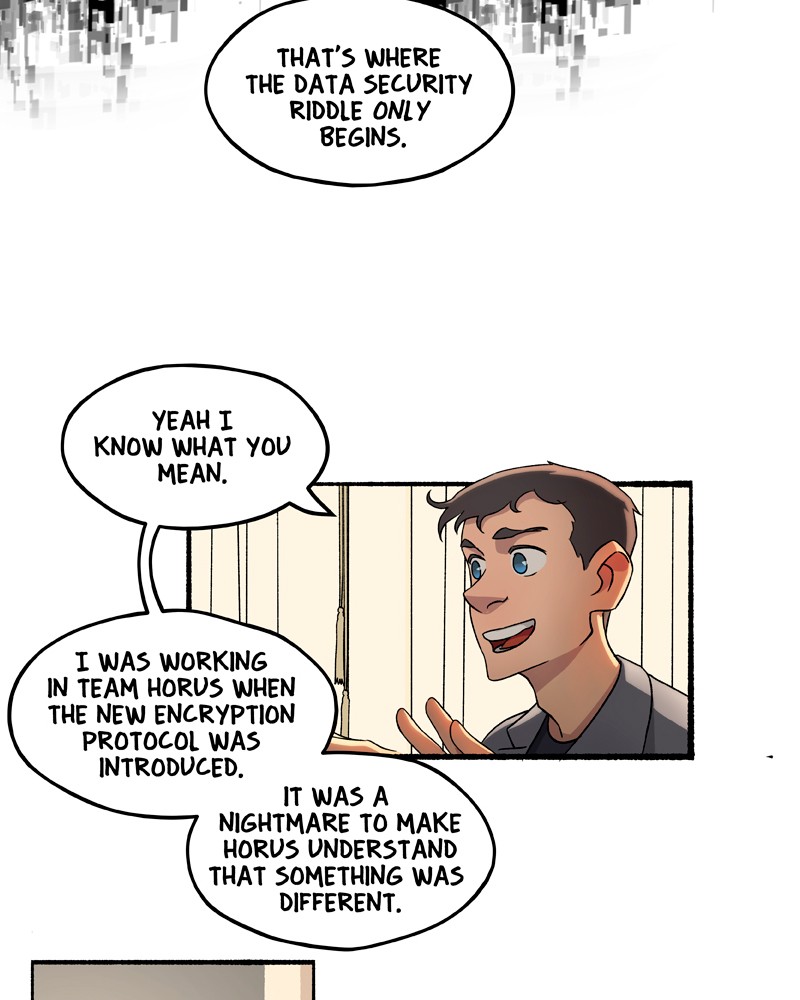 THAT'S WHERE
THE DATA SECURITY
RIDDLE ONLY
BEGINS.
YEAH I
KNOW WHAT YOU
MEAN.
I WAS WORKING
IN TEAM HORUS WHEN
THE NEW ENCRYPTION
PROTOCOL WAS
INTRODUCED.
IT WAS A
NIGHTMARE TO MAKE
HORUS UNDERSTAND
THAT SOMETHING WAS
DIFFERENT.